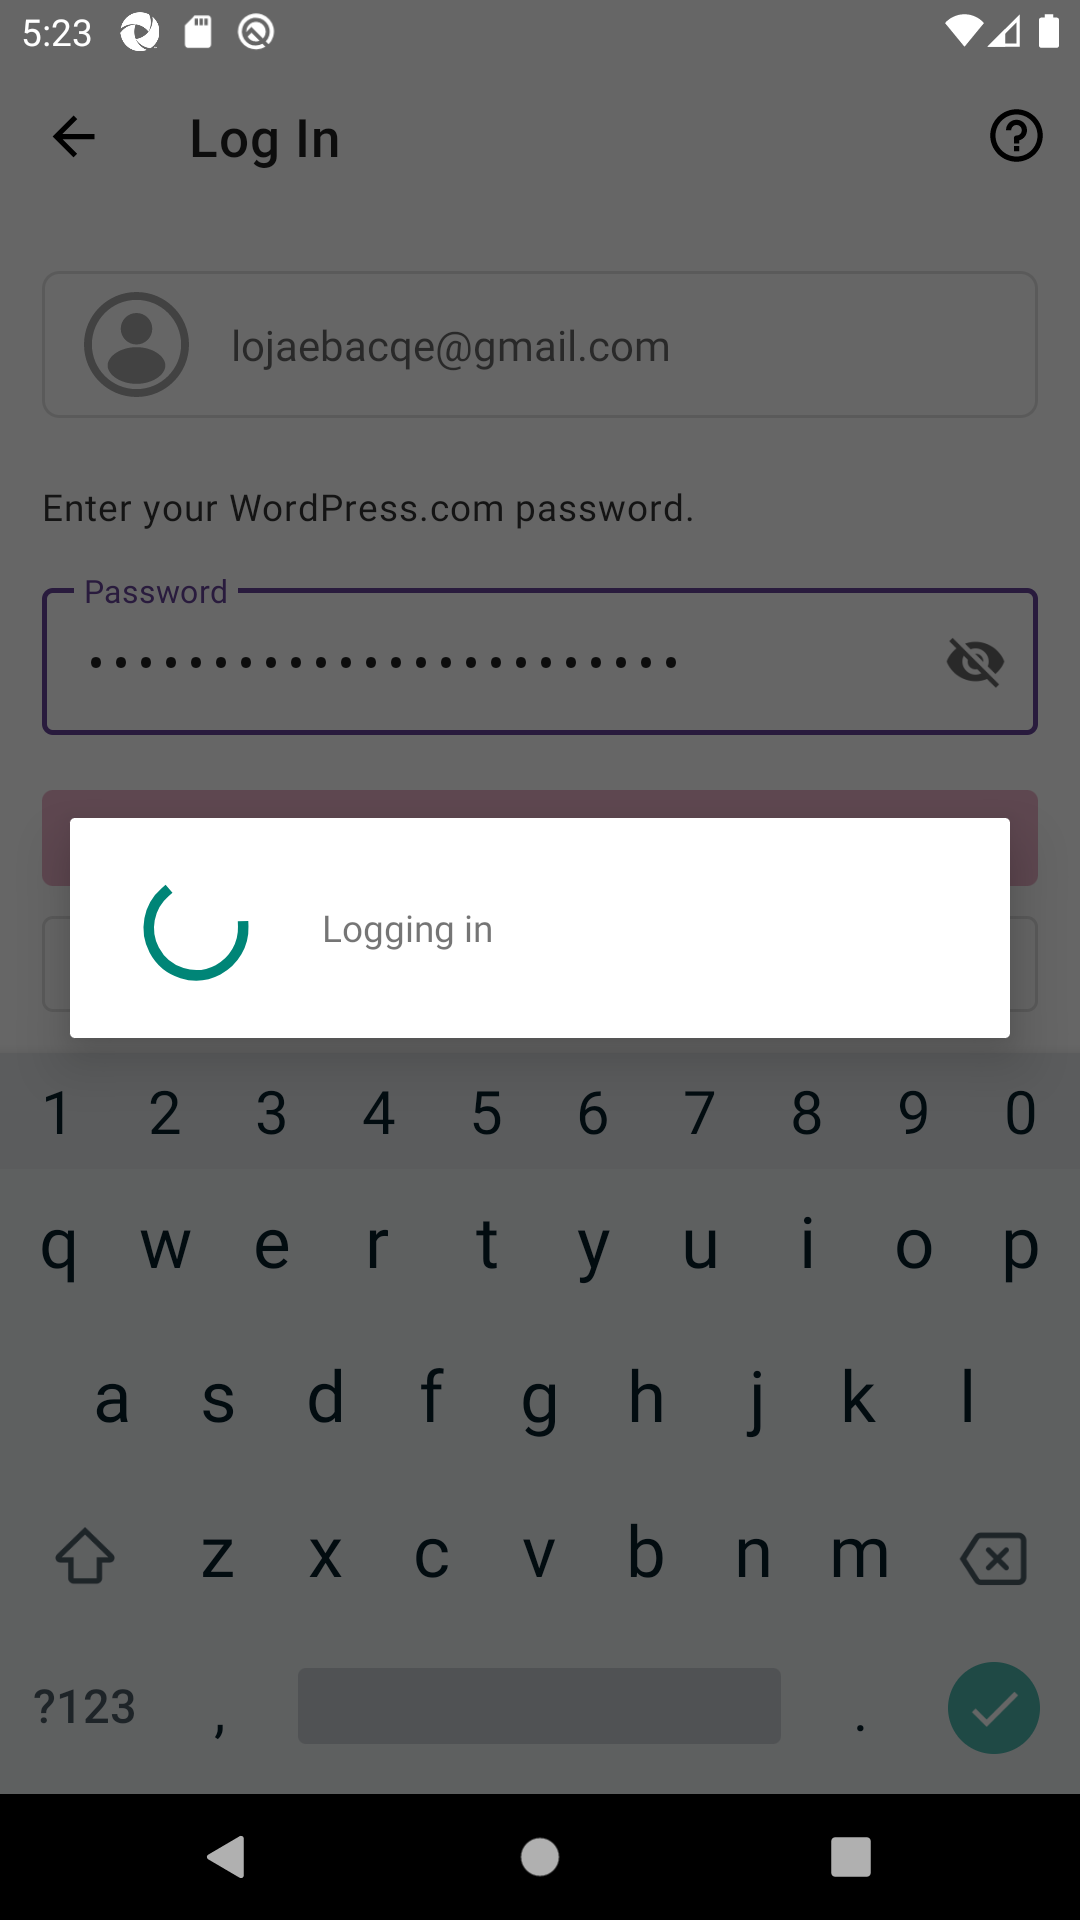 5:23
Log In
lojaebacqe@gmail.com
Enter your WordPress.com password.
Password
••••••••••••••••••••••••
Logging in
1 2 3 4 5 6 7 8 9 0
q w e r t y u i o p
a s d f g h j k l
z x c v b n m
?123 , .